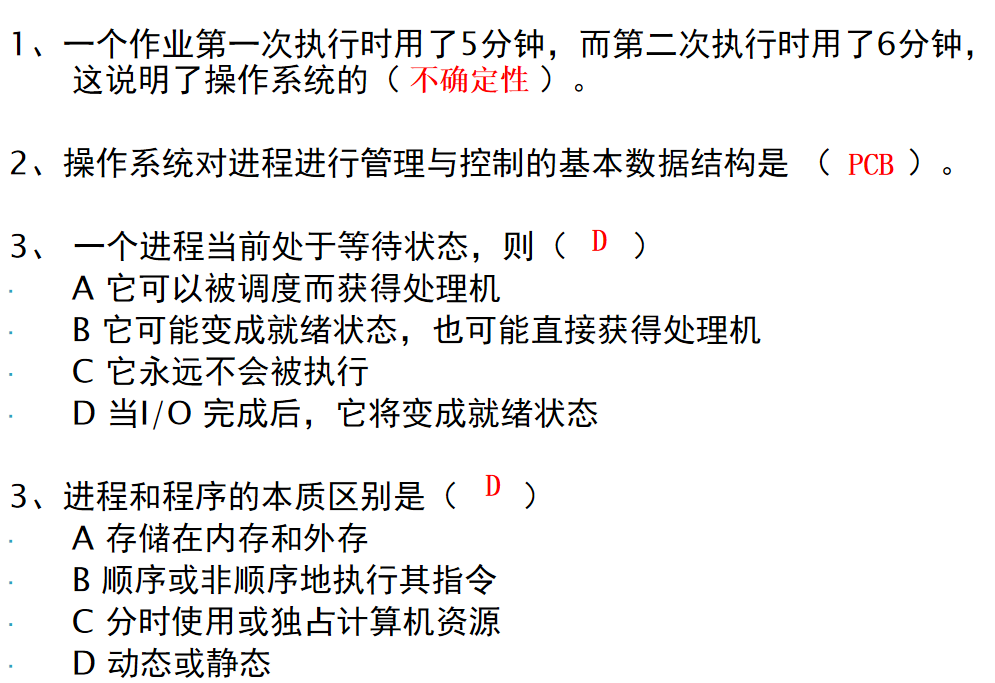 1、一个作业第一次执行时用了5分钟，而第二次执行时用了6分钟，
这说明了操作系统的（ 不确定性 ）。
2、操作系统对进程进行管理与控制的基本数据结构是 （ PCB ）。
3、 一个进程当前处于等待状态，则（ D ）
· A 它可以被调度而获得处理机
· B 它可能变成就绪状态，也可能直接获得处理机
· C 它永远不会被执行
· D 当I/O 完成后，它将变成就绪状态
3、进程和程序的本质区别是（ D ）
· A 存储在内存和外存
· B 顺序或非顺序地执行其指令
· C 分时使用或独占计算机资源
· D 动态或静态